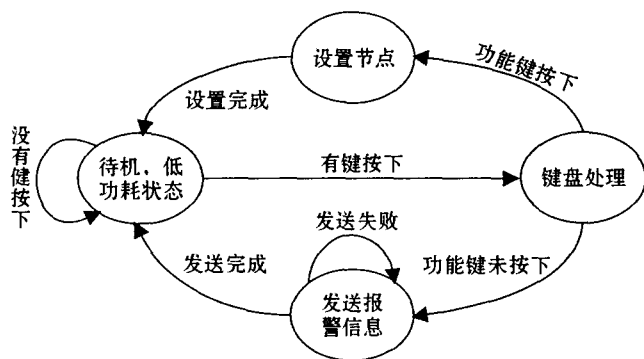 设置节点
功能键按下
设置完成
没有健按下
待机、低
功耗状态
有键按下
键盘处理
发送失败
发送完成
功能键未按下
发送报
警信息